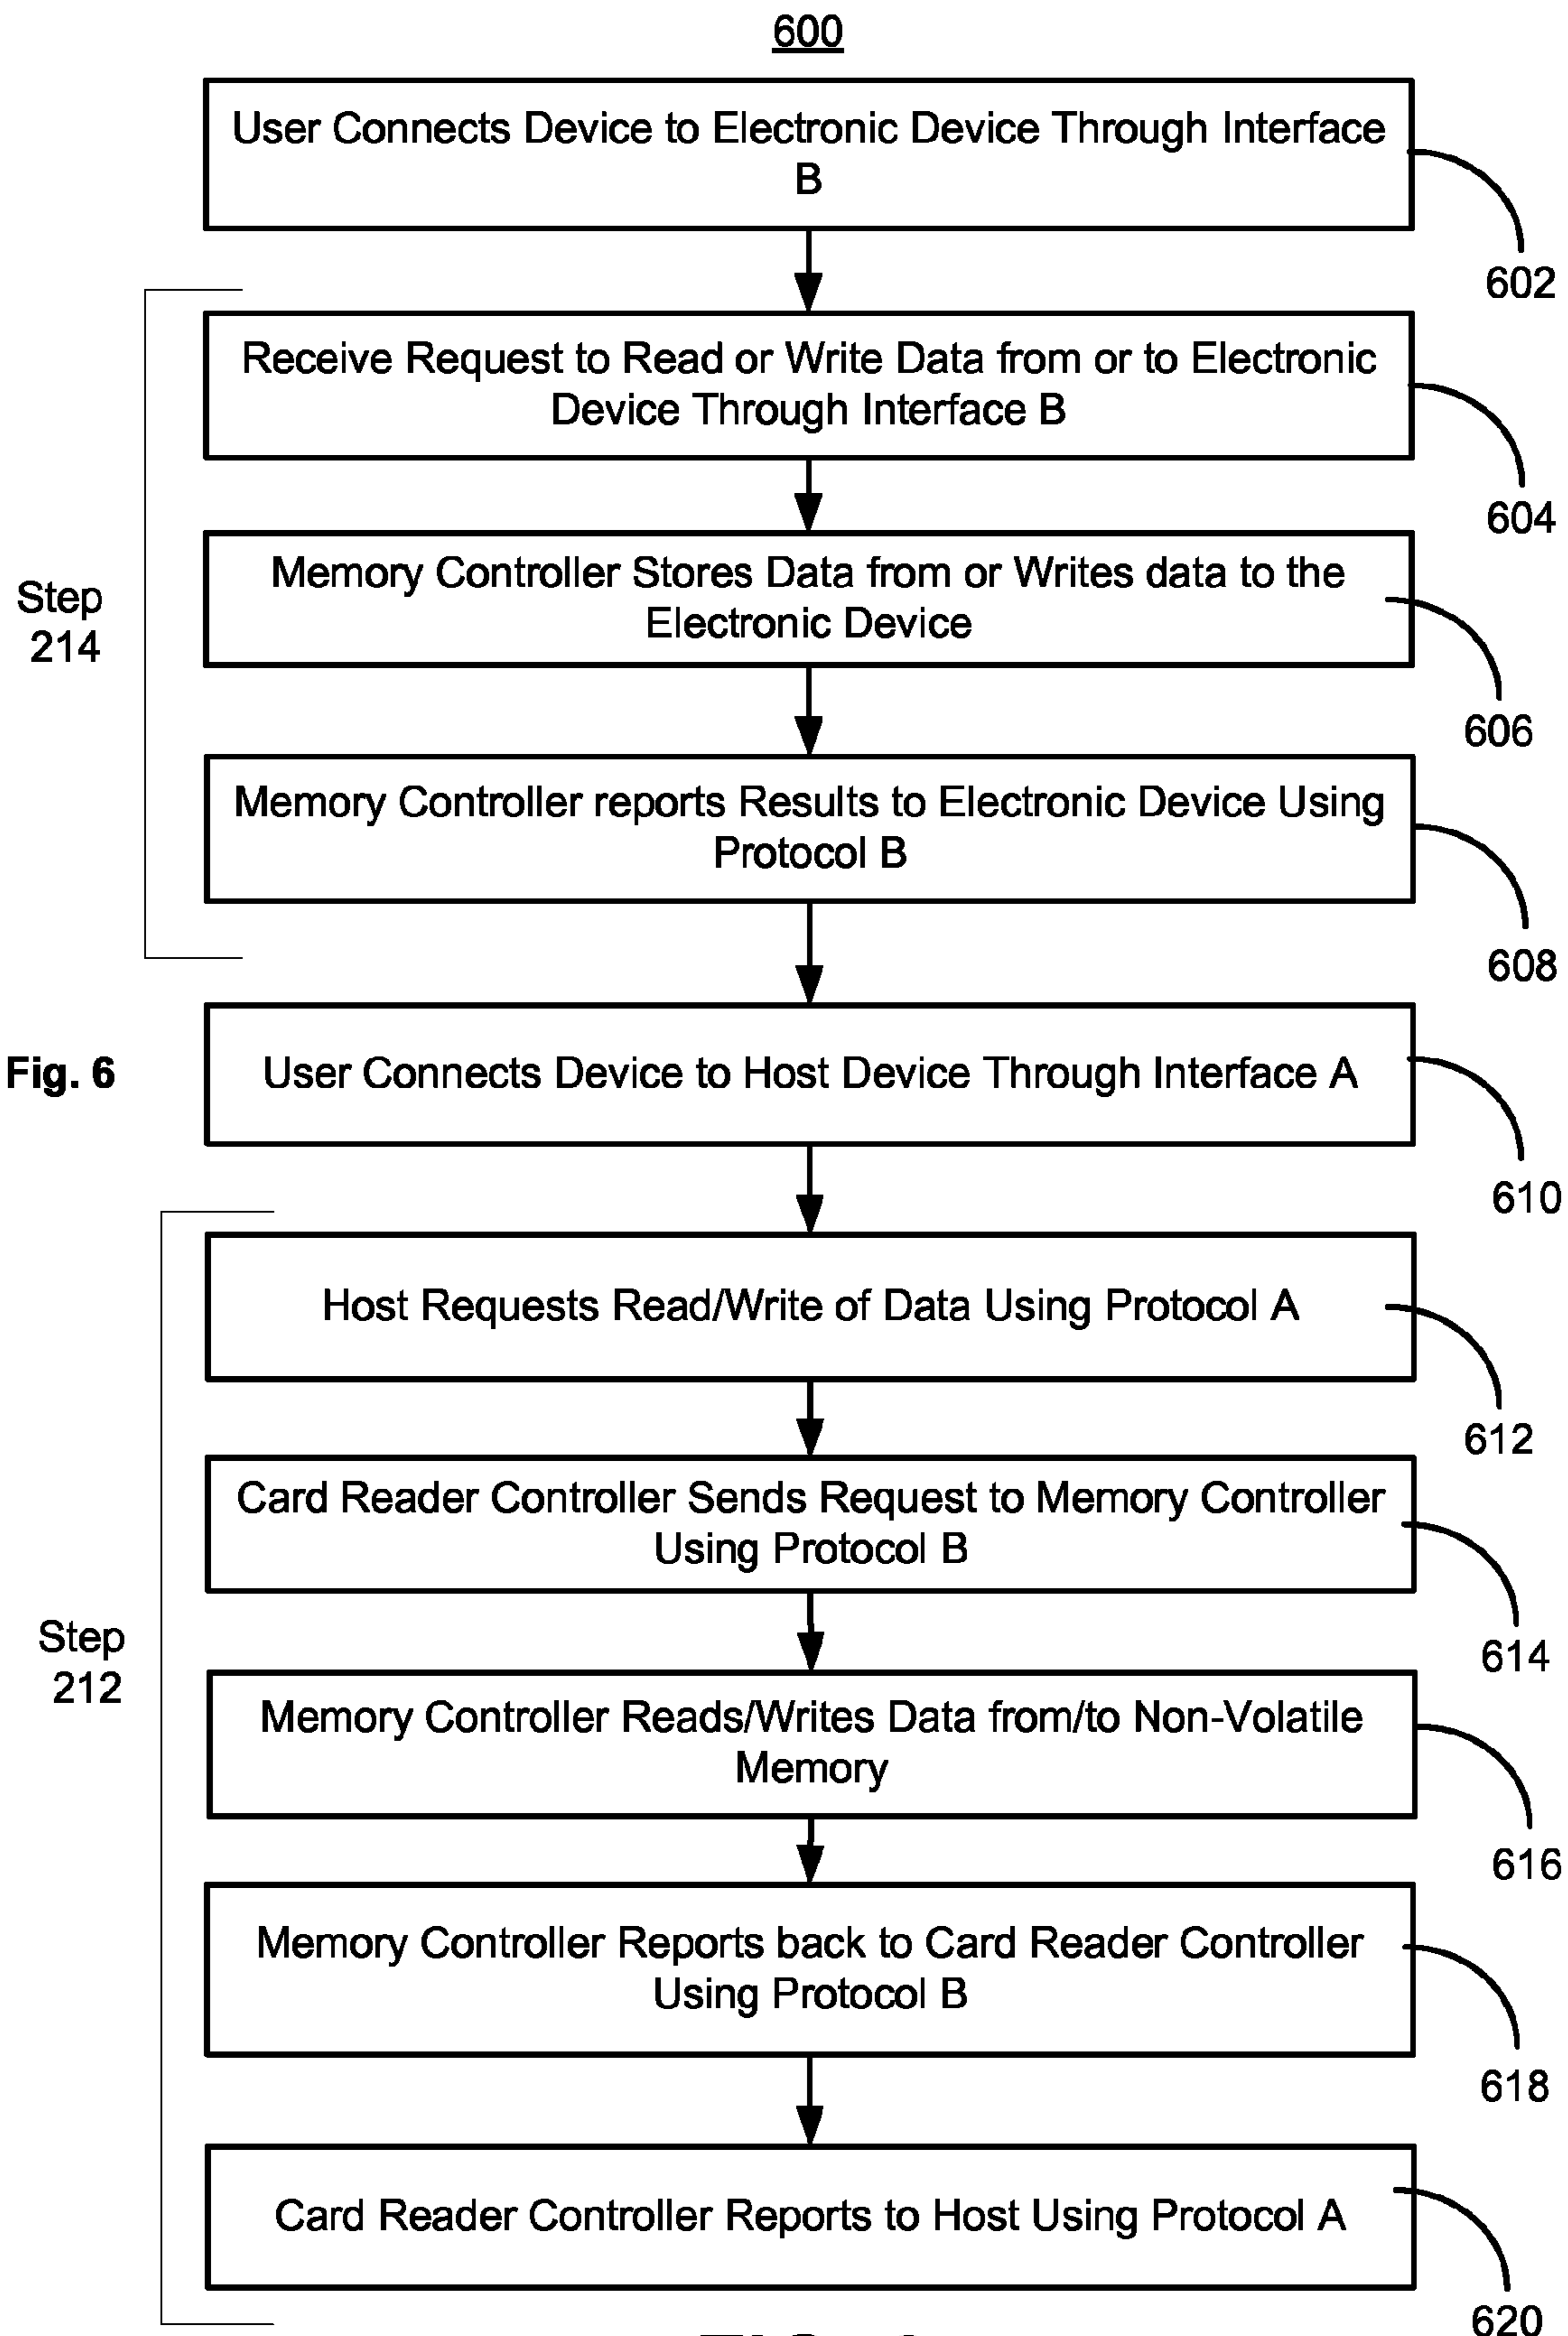 600
User Connects Device to Electronic Device Through Interface
B
602
Receive Request to Read or Write Data from or to Electronic
Device Through Interface B
604
Step
214
Memory Controller Stores Data from or Writes data to the
Electronic Device
606
Memory Controller reports Results to Electronic Device Using
Protocol B
608
Fig. 6
User Connects Device to Host Device Through Interface A
610
Host Requests Read/Write of Data Using Protocol A
612
Card Reader Controller Sends Request to Memory Controller
Using Protocol B
614
Step
212
Memory Controller Reads/Writes Data from/to Non-Volatile
Memory
616
Memory Controller Reports back to Card Reader Controller
Using Protocol B
618
Card Reader Controller Reports to Host Using Protocol A
620